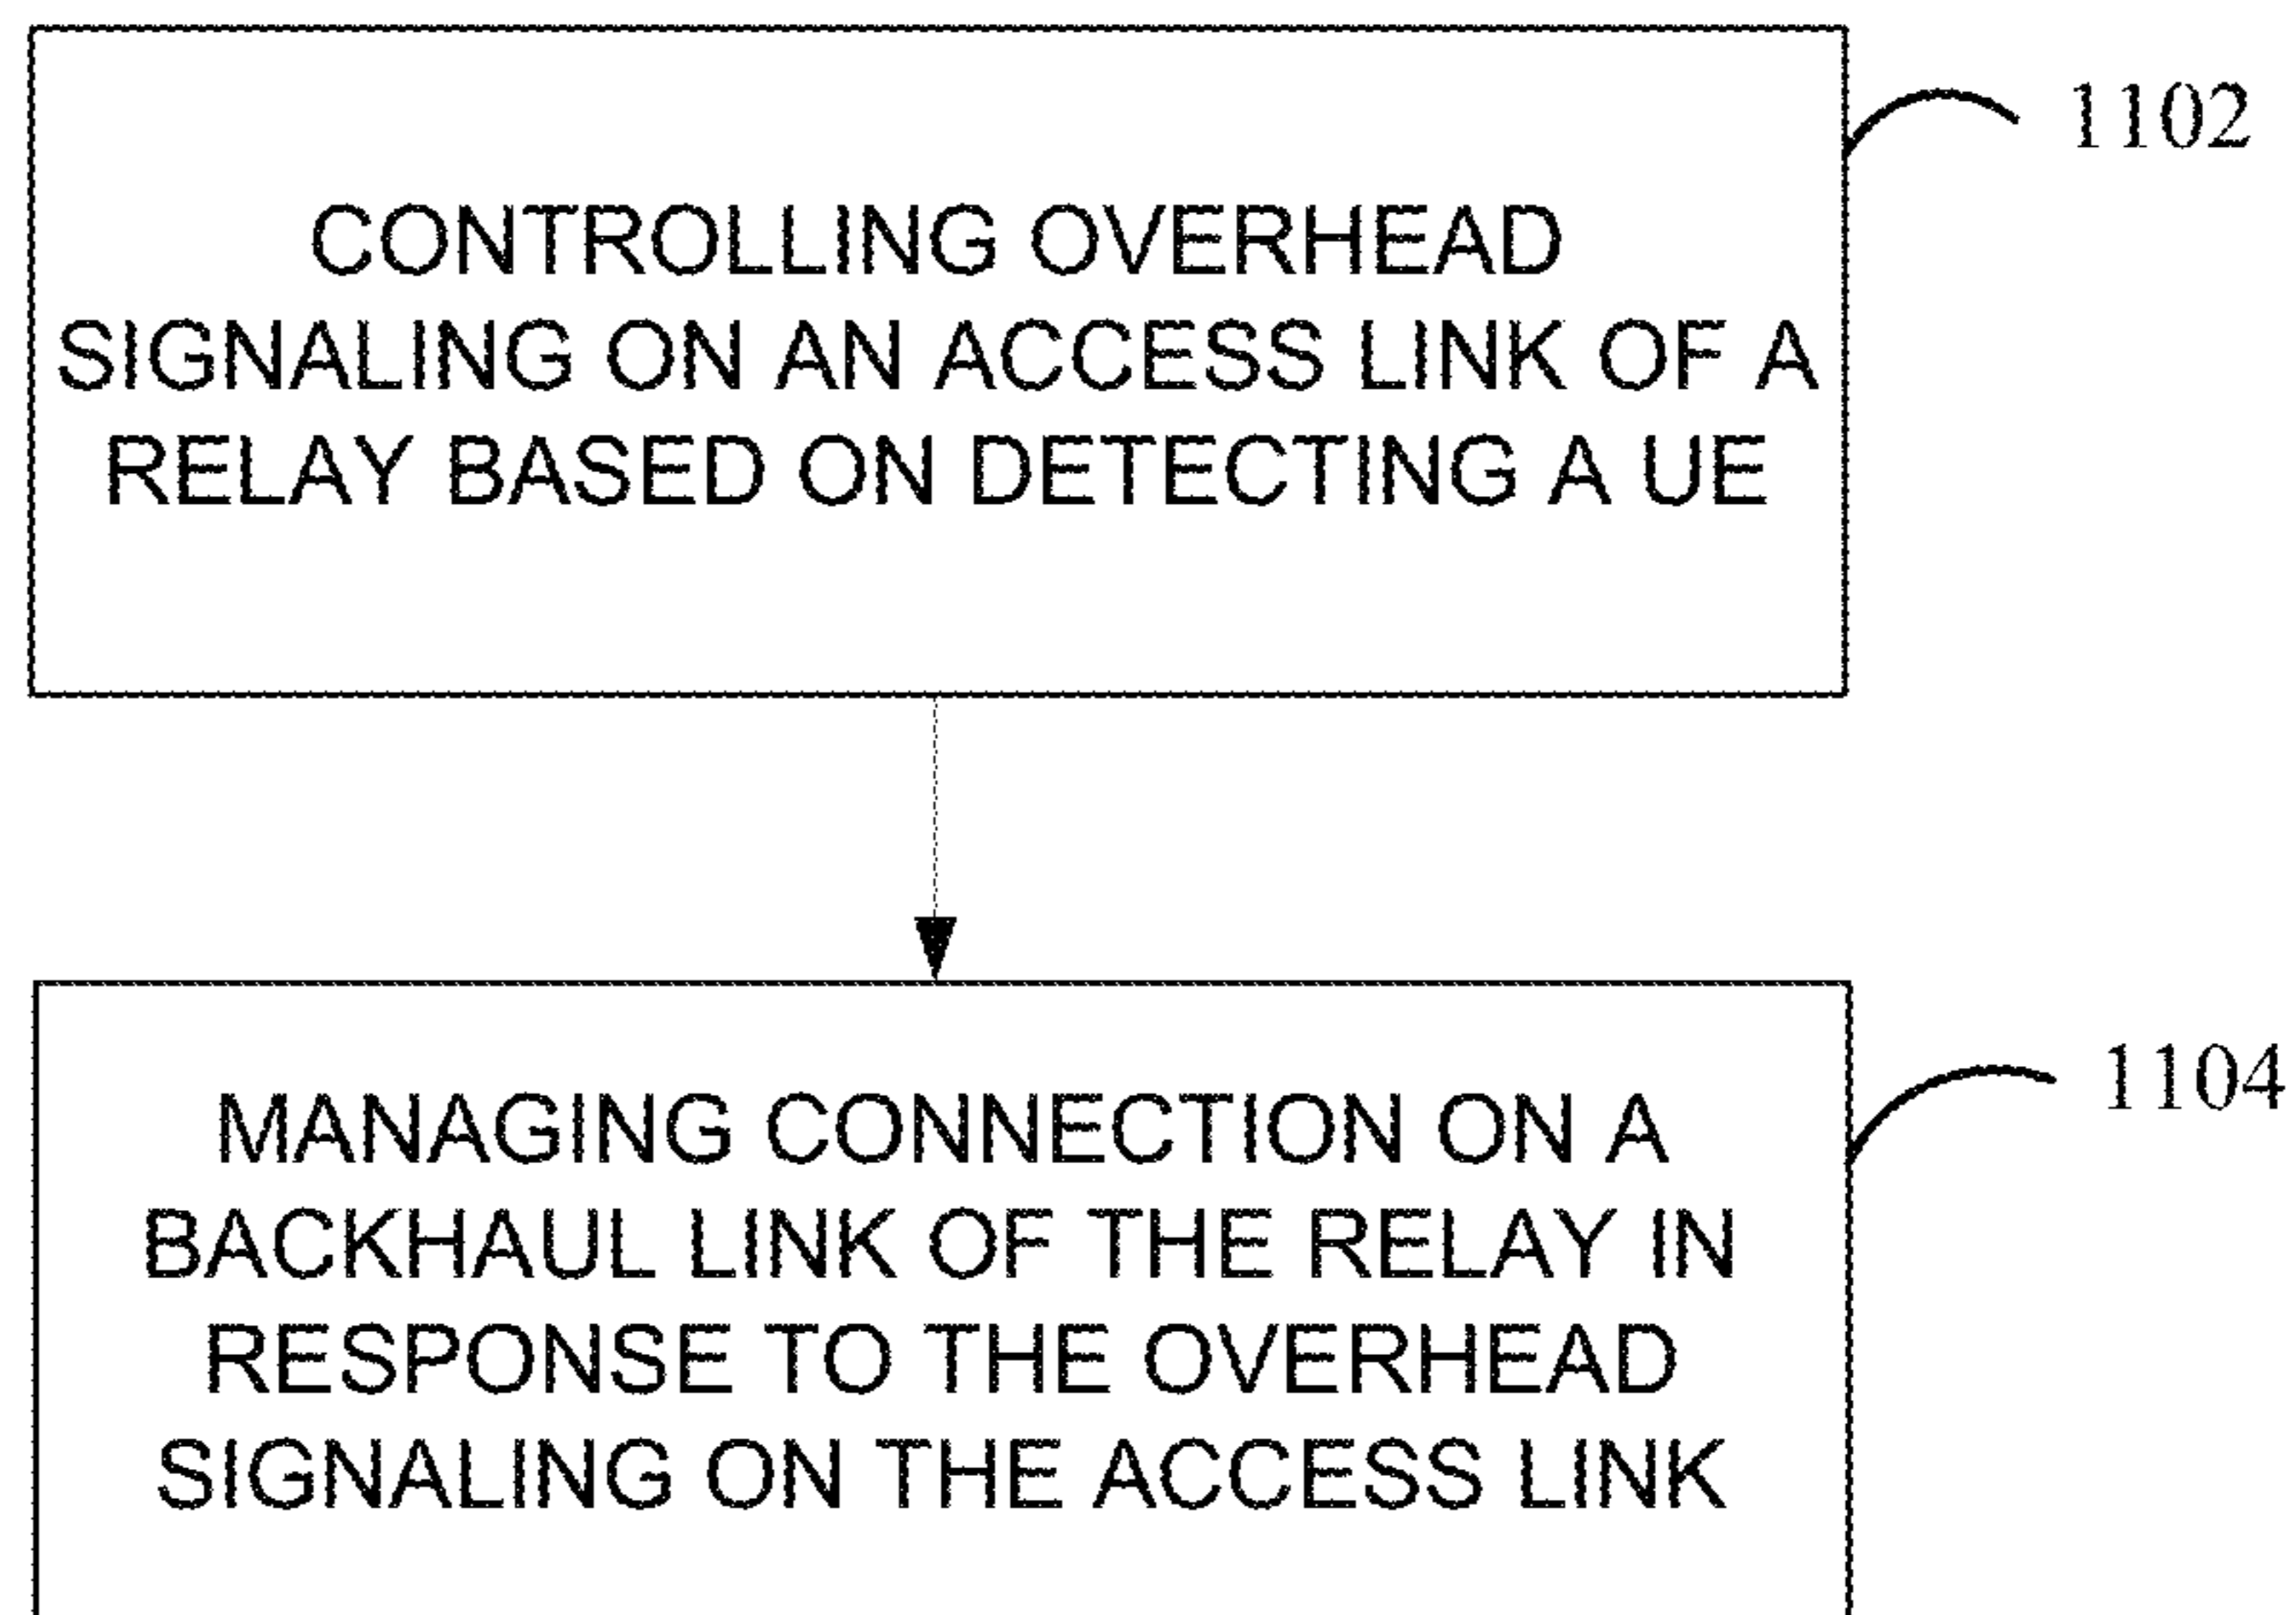 CONTROLLING OVERHEAD
SIGNALING ON AN ACCESS LINK OF A
RELAY BASED ON DETECTING A UE
1102
MANAGING CONNECTION ON A
BACKHAUL LINK OF THE RELAY IN
RESPONSE TO THE OVERHEAD
SIGNALING ON THE ACCESS LINK
1104